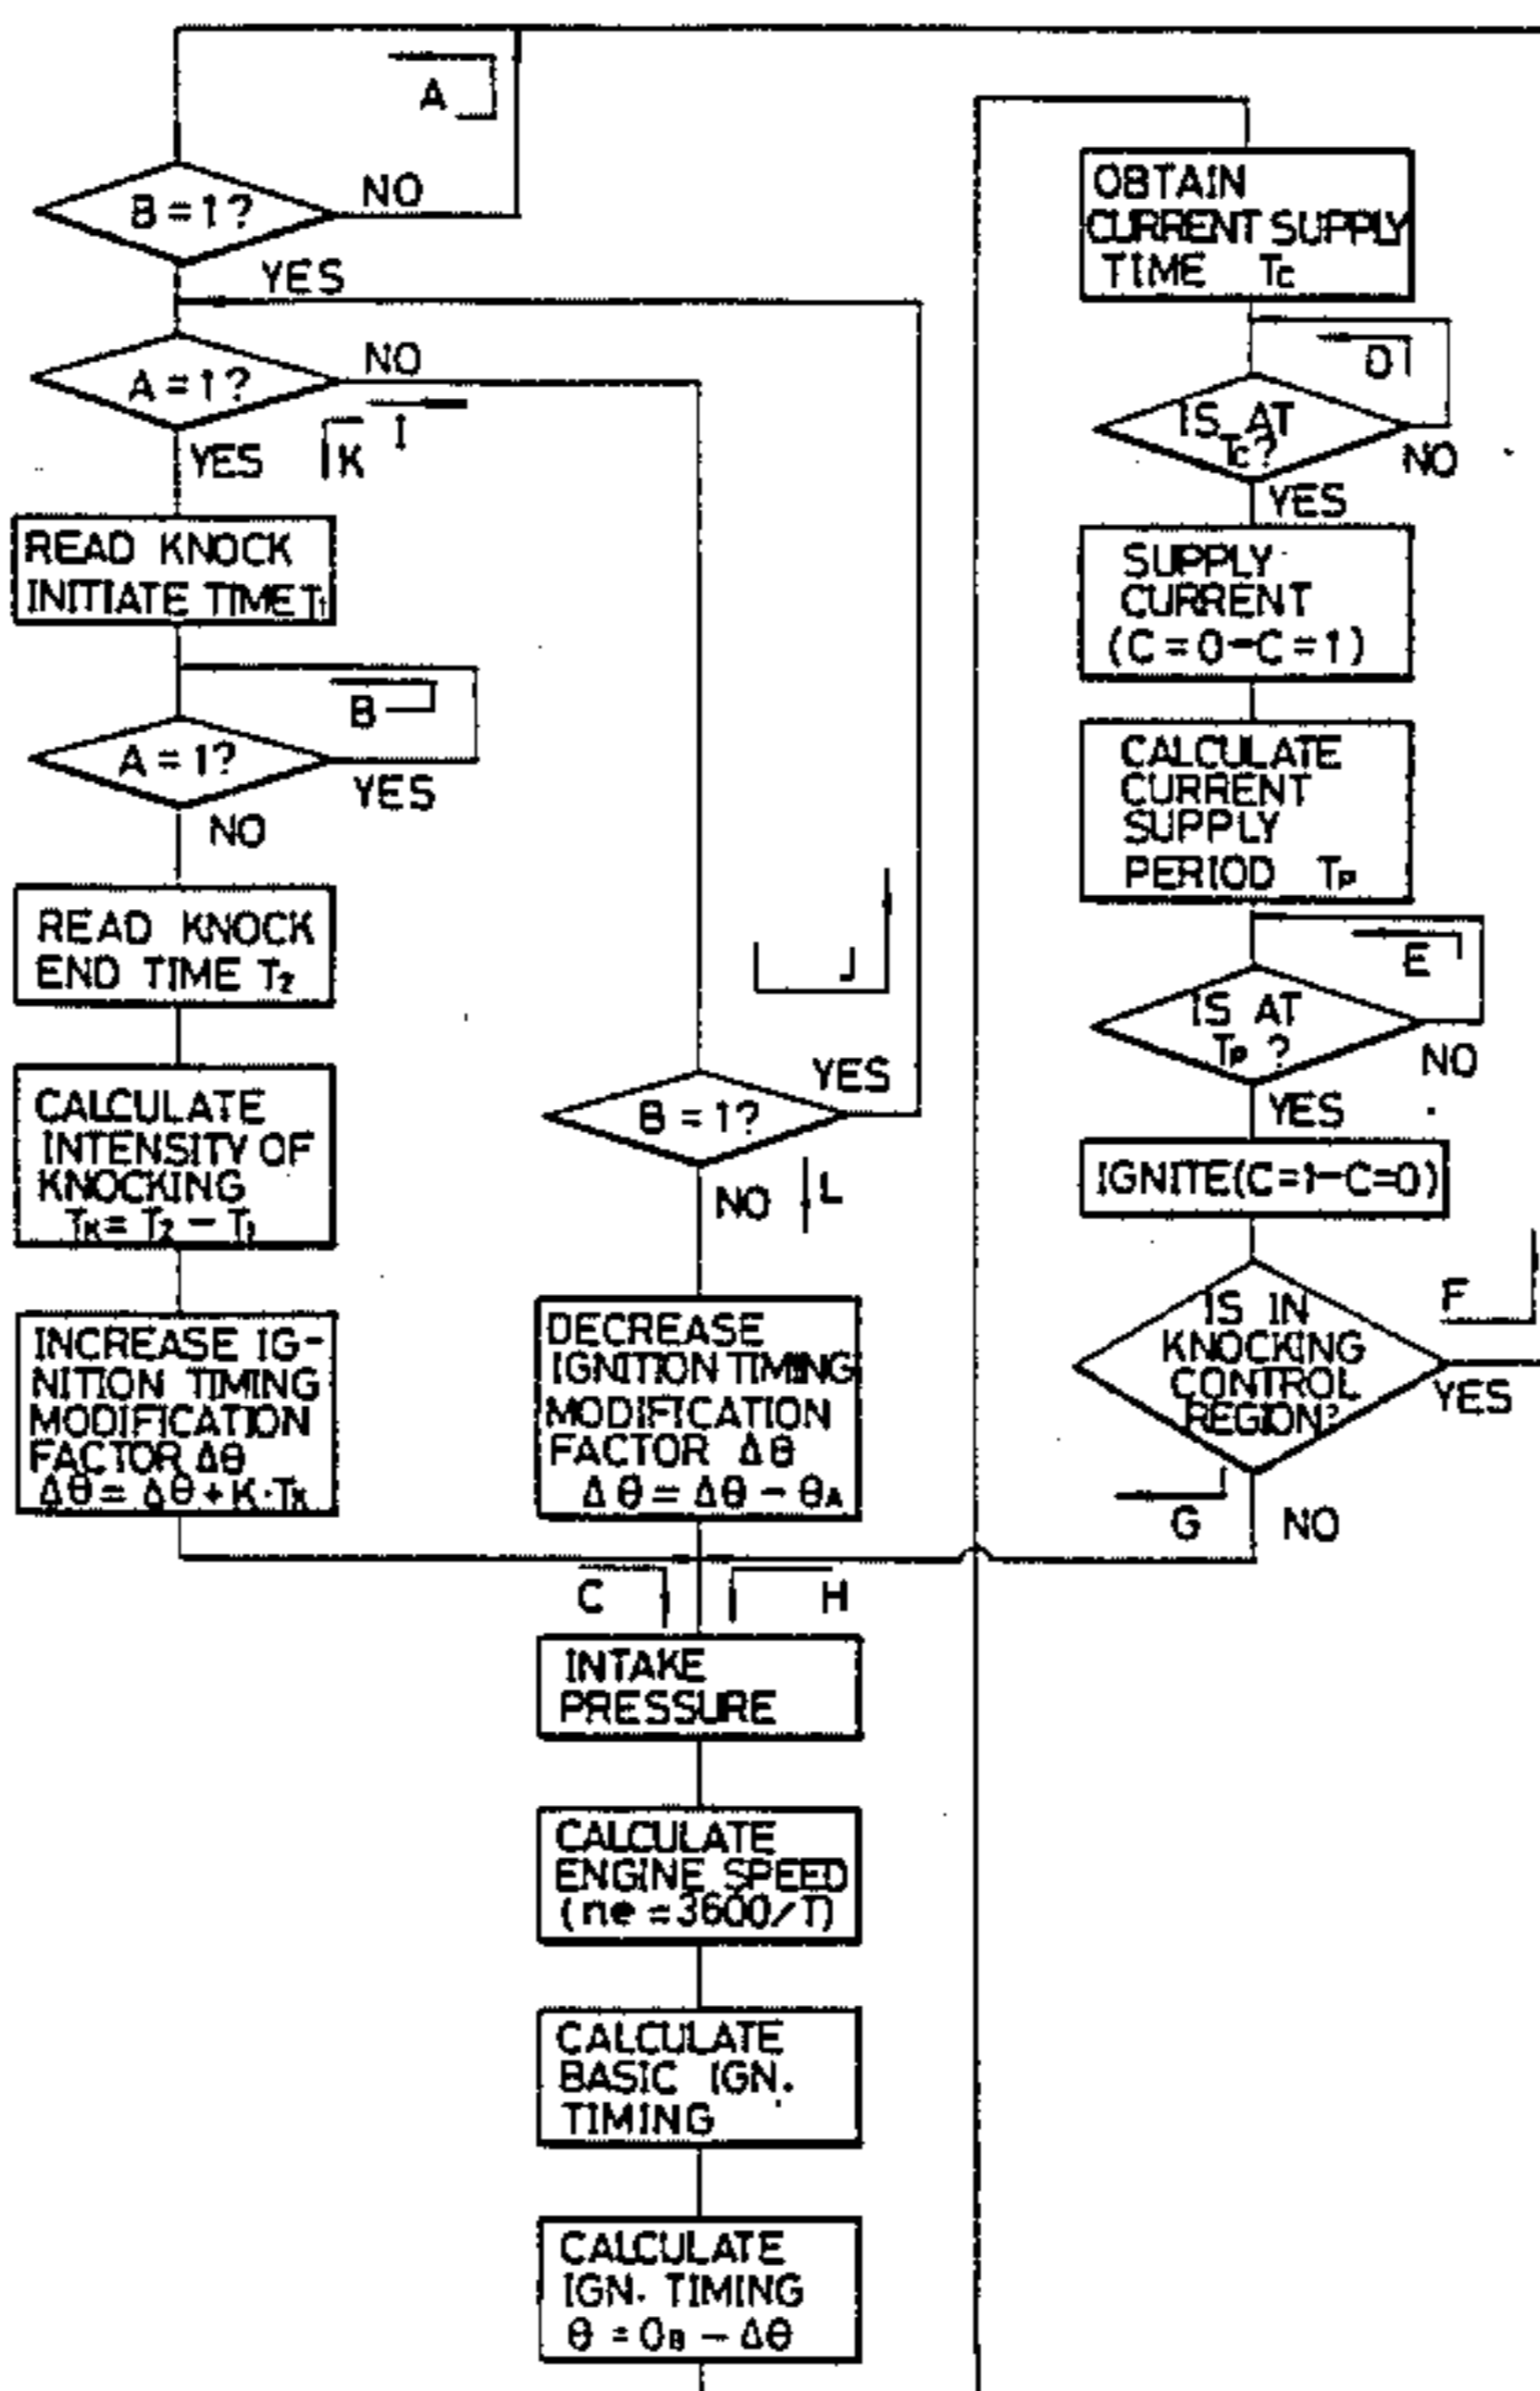 A
B = 1 ?
NO
YES
A = 1 ?
NO
I
K
YES
READ KNOCK
INITIATE TIME T1
B
A = 1 ?
YES
NO
READ KNOCK
END TIME T2
CALCULATE
INTENSITY OF
KNOCKING
TK = T2 - T1
INCREASE IG-
NITION TIMING
MODIFICATION
FACTOR Δθ
Δθ = Δθ + K·TK
J
YES
B = 1 ?
NO
L
DECREASE
IGNITION TIMING
MODIFICATION
FACTOR Δθ
Δθ = Δθ - θA
C
H
INTAKE
PRESSURE
CALCULATE
ENGINE SPEED
(ne = 3600/T)
CALCULATE
BASIC IGN.
TIMING
CALCULATE
IGN. TIMING
θ = θB - Δθ
OBTAIN
CURRENT SUPPLY
TIME Tc
D
IS AT
Tc ?
NO
YES
SUPPLY
CURRENT
(C = 0 - C = 1)
CALCULATE
CURRENT
SUPPLY
PERIOD TP
E
IS AT
TP ?
NO
YES
IGNITE (C=1-C=0)
F
IS IN
KNOCKING
CONTROL
REGION?
YES
G
NO